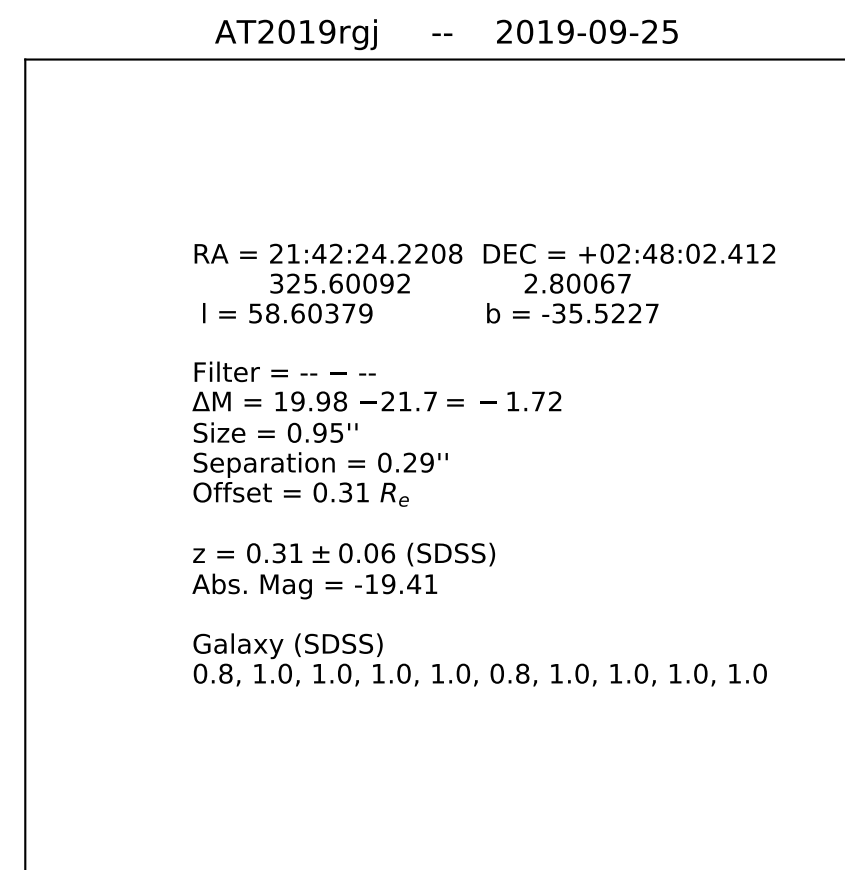 AT2019rgj -- 2019-09-25
RA = 21:42:24.2208 DEC = +02:48:02.412
325.60092 2.80067
l = 58.60379 b = -35.5227
Filter = -- − --
ΔM = 19.98 −21.7 = − 1.72
Size = 0.95''
Separation = 0.29''
Offset = 0.31 Rₑ
z = 0.31 ± 0.06 (SDSS)
Abs. Mag = -19.41
Galaxy (SDSS)
0.8, 1.0, 1.0, 1.0, 1.0, 0.8, 1.0, 1.0, 1.0, 1.0